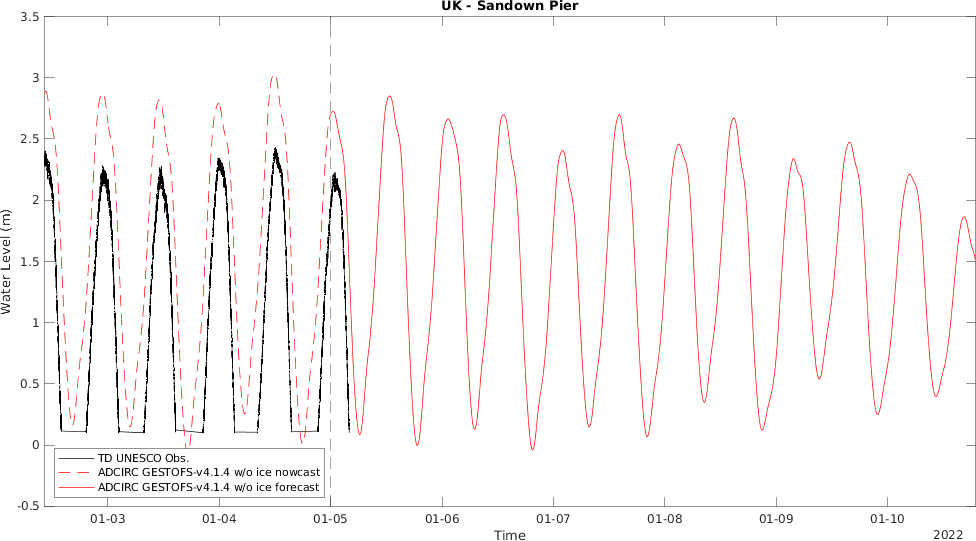 UK - Sandown Pier
3.5
3
2.5
2
1.5
1
0.5
0
-0.5
Water Level (m)
TD UNESCO Obs.
ADCIRC GESTOFS-v4.1.4 w/o ice nowcast
ADCIRC GESTOFS-v4.1.4 w/o ice forecast
01-03 01-04 01-05 01-06 01-07 01-08 01-09 01-10
Time
2022